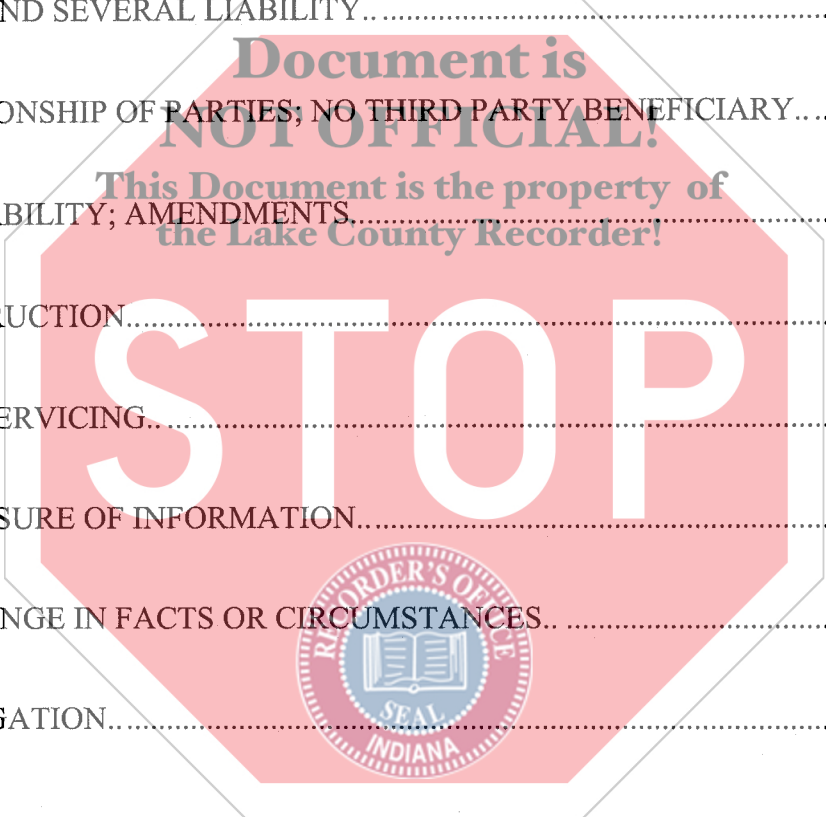 ND SEVERAL LIABILITY.. ..........................................................
Document is
ONSHIP OF PARTIES; NO THIRD PARTY BENEFICIARY.. ..
NOT OFFICIAL!
This Document is the property of
ABILITY; AMENDMENTS..........................................................
the Lake County Recorder!
RUCTION..........................................................
STOP
ERVICING..........................................................
SURE OF INFORMATION..........................................................
RECORDER'S OFFICE
NGE IN FACTS OR CIRCUMSTANCES.. ..................................
SEAL
GATION..........................................................
INDIANA